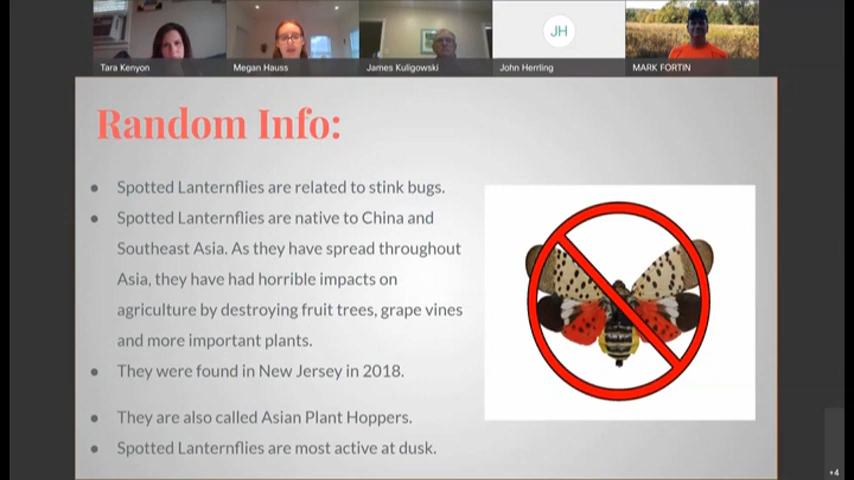 JH
Tara Kenyon
Megan Hauss
James Kuligowski
John Herrling
MARK FORTIN
Random Info:
● Spotted Lanternflies are related to stink bugs.
● Spotted Lanternflies are native to China and
Southeast Asia. As they have spread throughout
Asia, they have had horrible impacts on
agriculture by destroying fruit trees, grape vines
and more important plants.
● They were found in New Jersey in 2018.
● They are also called Asian Plant Hoppers.
● Spotted Lanternflies are most active at dusk.
+4